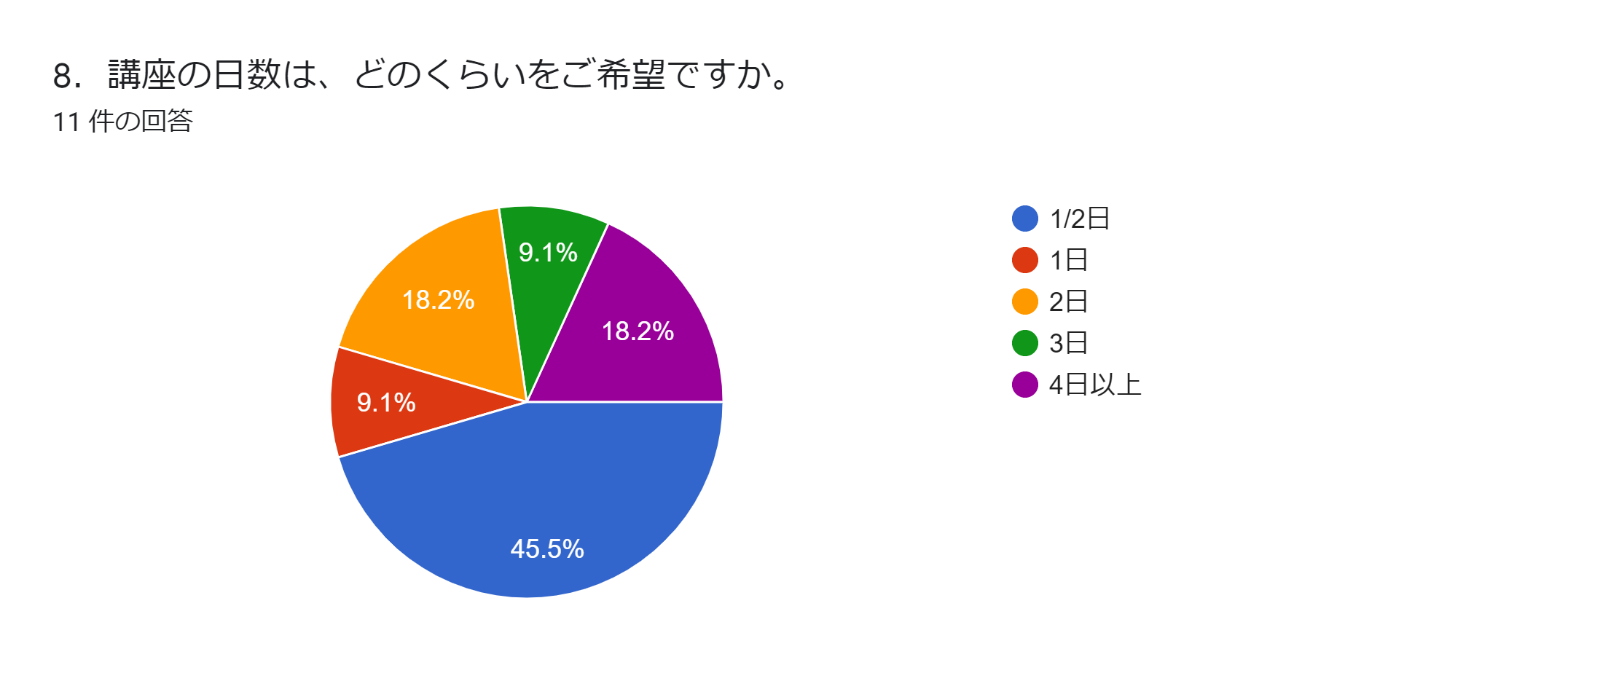 8．講座の日数は、どのくらいをご希望ですか。
11 件の回答
1/2日
1日
2日
3日
4日以上
9.1%
18.2%
18.2%
9.1%
45.5%